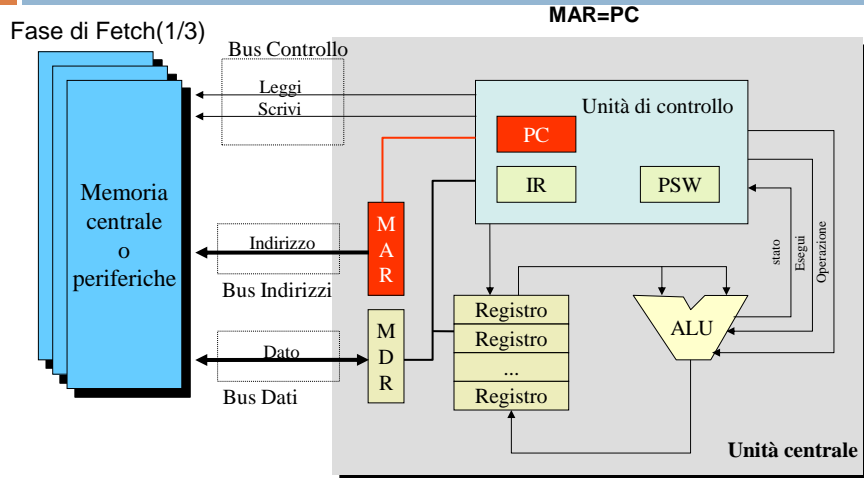 MAR=PC
Fase di Fetch(1/3)
Bus Controllo
Leggi
Scrivi
Unità di controllo
PC
IR
PSW
Memoria
centrale
o
periferiche
M
A
R
Indirizzo
Bus Indirizzi
stato
Esegui
Operazione
Registro
Registro
...
Registro
ALU
M
D
R
Dato
Bus Dati
Unità centrale